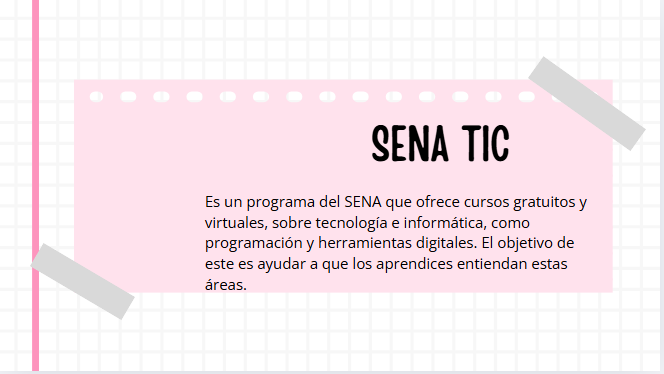 SENA TIC
Es un programa del SENA que ofrece cursos gratuitos y
virtuales, sobre tecnología e informática, como
programación y herramientas digitales. El objetivo de
este es ayudar a que los aprendices entiendan estas
áreas.